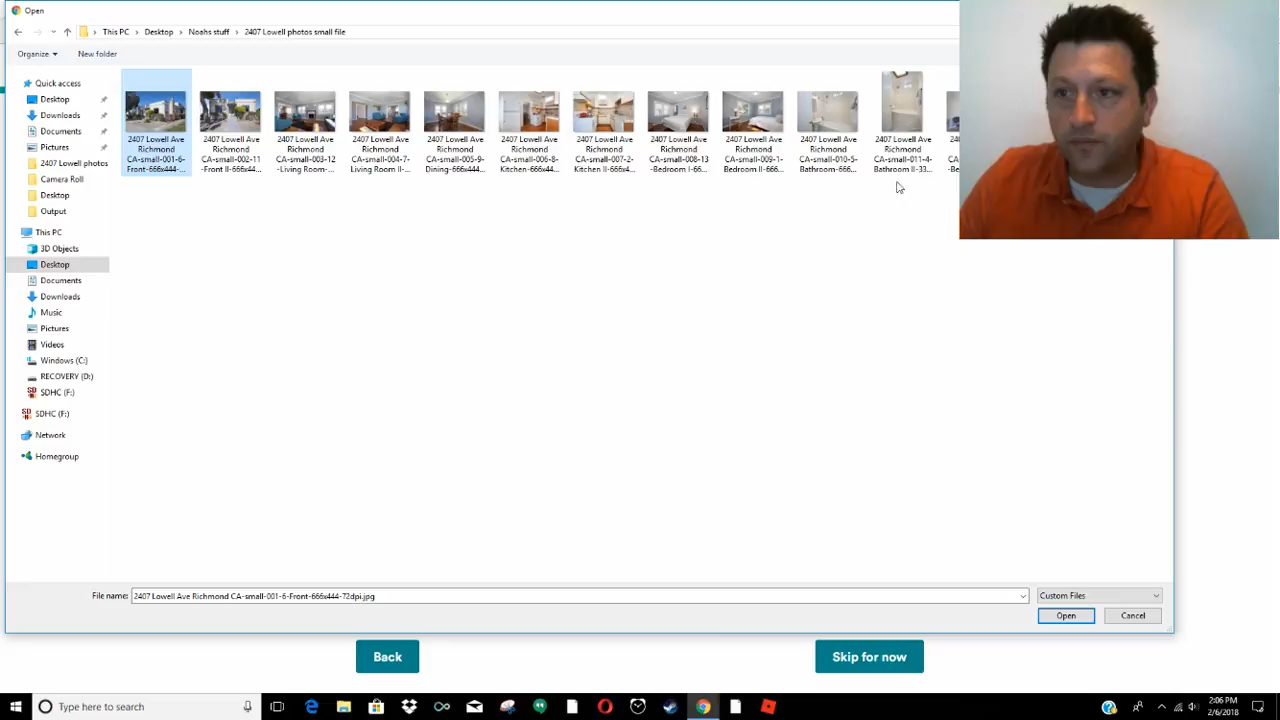 Open
This PC > Desktop > Noahs stuff > 2407 Lowell photos small file
Organize
New folder
Quick access
Desktop
Downloads
Documents
Pictures
2407 Lowell photos
Camera Roll
Desktop
Output
This PC
3D Objects
Desktop
Documents
Downloads
Music
Pictures
Videos
Windows (C:)
RECOVERY (D:)
SDHC (F:)
SDHC (F:)
Network
Homegroup
2407 Lowell Ave Richmond CA-small-001-6-Front-666x444-...
2407 Lowell Ave Richmond CA-small-002-11-Front II-666x44...
2407 Lowell Ave Richmond CA-small-003-12-Living Room-...
2407 Lowell Ave Richmond CA-small-004-7-Living Room II-...
2407 Lowell Ave Richmond CA-small-005-9-Dining-666x444...
2407 Lowell Ave Richmond CA-small-006-8-Kitchen-666x44...
2407 Lowell Ave Richmond CA-small-007-2-Kitchen II-666x4...
2407 Lowell Ave Richmond CA-small-008-13-Bedroom I-66...
2407 Lowell Ave Richmond CA-small-009-1-Bedroom II-666...
2407 Lowell Ave Richmond CA-small-010-5-Bathroom-666...
2407 Lowell Ave Richmond CA-small-011-4-Bathroom II-33...
File name: 2407 Lowell Ave Richmond CA-small-001-6-Front-666x444-72dpi.jpg
Custom Files
Open
Cancel
Back
Skip for now
Type here to search
2:06 PM
2/6/2018